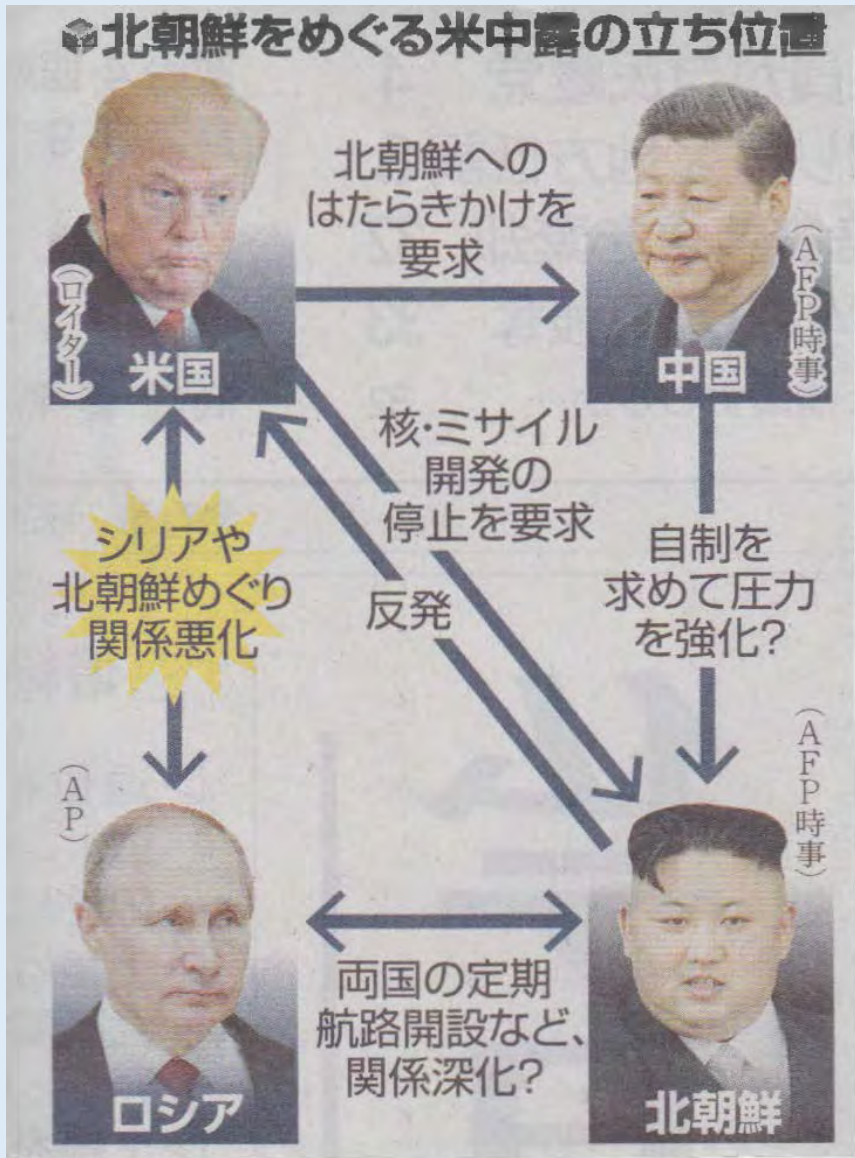 北朝鮮をめぐる米中露の立ち位置
北朝鮮への
はたらきかけを
要求
(ロイター)
米国
(AFP時事)
中国
核・ミサイル
開発の
停止を要求
反発
シリアや
北朝鮮めぐり
関係悪化
自制を
求めて圧力
を強化?
(AP)
ロシア
(AFP時事)
両国の定期
航路開設など、
関係深化?
北朝鮮